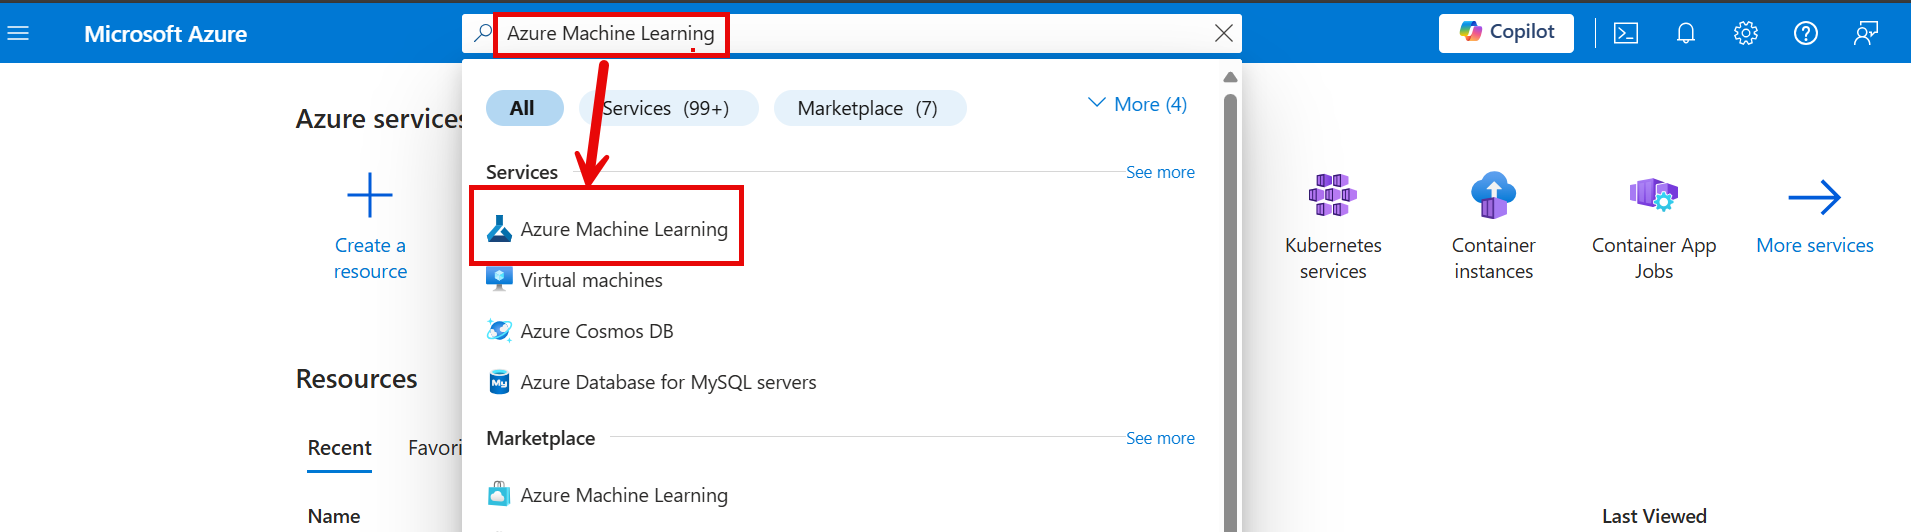 Microsoft Azure
Azure Machine Learning
Copilot
Azure services
Create a
resource
All
Services (99+)
Marketplace (7)
More (4)
Services
See more
Azure Machine Learning
Virtual machines
Azure Cosmos DB
Azure Database for MySQL servers
Marketplace
See more
Azure Machine Learning
Kubernetes
services
Container
instances
Container App
Jobs
More services
Resources
Recent
Favori
Name
Last Viewed